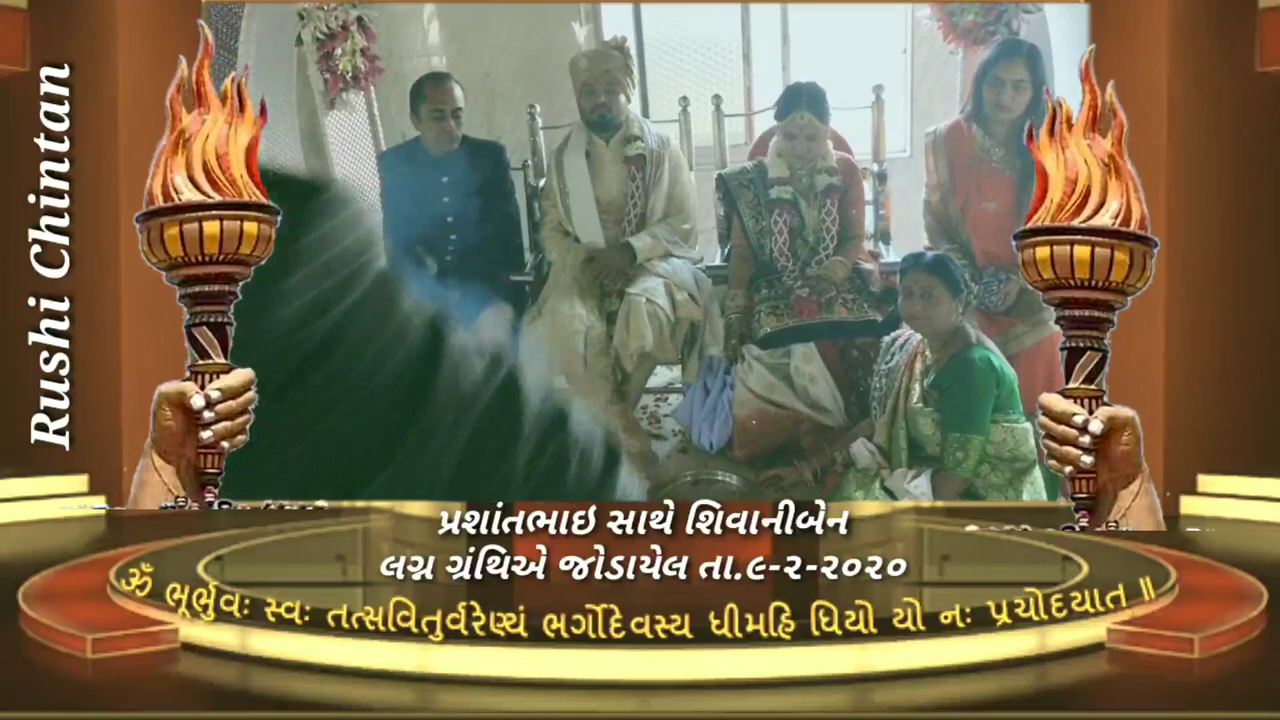 Rushi Chintan
પ્રશાંતભાઇ સાથે શિવાનીબેન
લગ્ન ગ્રંથિએ જોડાયેલ તા.૯-૨-૨૦૨૦
ૐ ભૂર્ભુવઃ સ્વઃ તત્સવિતુર્વરેણ્યં ભર્ગોદેવસ્ય ધીમહિ ધિયો યો નઃ પ્રચોદયાત ॥